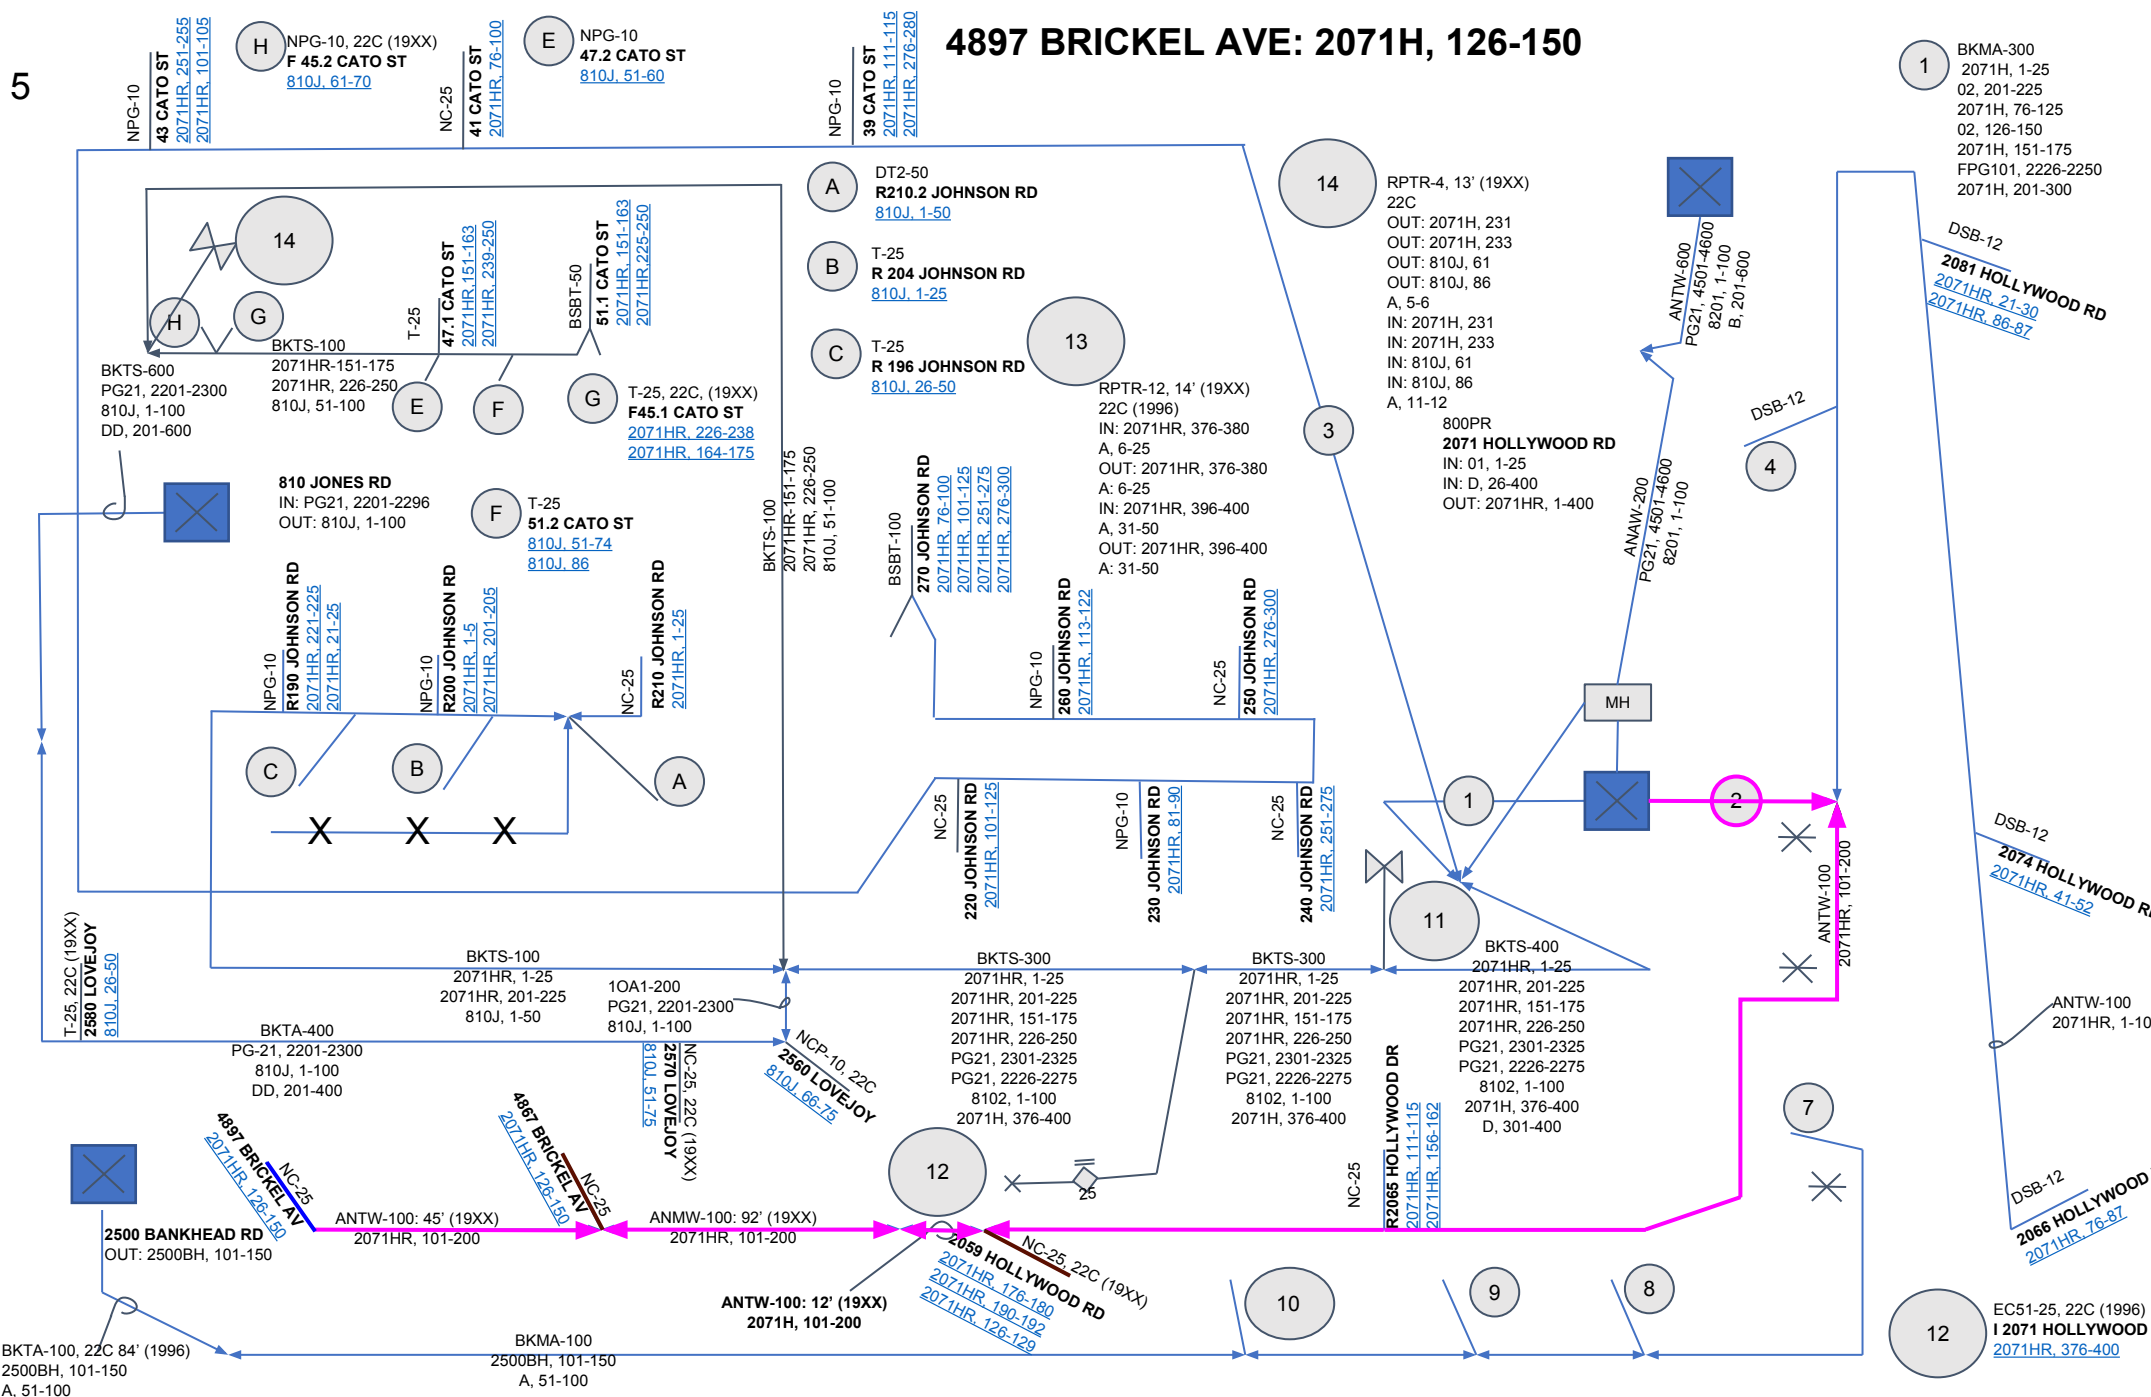 4897 BRICKEL AVE: 2071H, 126-150
5
NPG-10
43 CATO ST
2071HR, 251-255
2071HR, 101-105
H
NPG-10, 22C (19XX)
F 45.2 CATO ST
810J, 61-70
NC-25
41 CATO ST
2071HR, 76-100
E
NPG-10
47.2 CATO ST
810J, 51-60
NPG-10
39 CATO ST
2071HR, 111-115
2071HR, 276-280
1
BKMA-300
2071H, 1-25
02, 201-225
2071H, 76-125
02, 126-150
2071H, 151-175
FPG101, 2226-2250
2071H, 201-300
A
DT2-50
R210.2 JOHNSON RD
810J, 1-50
B
T-25
R 204 JOHNSON RD
810J, 1-25
C
T-25
R 196 JOHNSON RD
810J, 26-50
14
RPTR-4, 13' (19XX)
22C
OUT: 2071H, 231
OUT: 2071H, 233
OUT: 810J, 61
OUT: 810J, 86
A, 5-6
IN: 2071H, 231
IN: 2071H, 233
IN: 810J, 61
IN: 810J, 86
A, 11-12
800PR
2071 HOLLYWOOD RD
IN: 01, 1-25
IN: D, 26-400
OUT: 2071HR, 1-400
13
RPTR-12, 14' (19XX)
22C (1996)
IN: 2071HR, 376-380
A, 6-25
OUT: 2071HR, 376-380
A: 6-25
IN: 2071HR, 396-400
A, 31-50
OUT: 2071HR, 396-400
A: 31-50
3
ANTW-600
PG21, 4501-4600
8201, 1-100
B, 201-600
ANAW-200
PG21, 4501-4600
8201, 1-100
DSB-12
2081 HOLLYWOOD RD
2071HR, 21-30
2071HR, 86-87
DSB-12
4
14
H
G
T-25
47.1 CATO ST
2071HR,151-163
2071HR, 239-250
BSBT-50
51.1 CATO ST
2071HR, 151-163
2071HR,225-250
BKTS-600
PG21, 2201-2300
810J, 1-100
DD, 201-600
BKTS-100
2071HR-151-175
2071HR, 226-250
810J, 51-100
E
F
G
T-25, 22C, (19XX)
F45.1 CATO ST
2071HR, 226-238
2071HR, 164-175
810 JONES RD
IN: PG21, 2201-2296
OUT: 810J, 1-100
F
T-25
51.2 CATO ST
810J, 51-74
810J, 86
BKTS-100
2071HR-151-175
2071HR, 226-250
810J, 51-100
BSBT-100
270 JOHNSON RD
2071HR, 76-100
2071HR, 101-125
2071HR, 251-275
2071HR, 276-300
NPG-10
R190 JOHNSON RD
2071HR, 221-225
2071HR, 21-25
NPG-10
R200 JOHNSON RD
2071HR, 1-5
2071HR, 201-205
NC-25
R210 JOHNSON RD
2071HR, 1-25
NPG-10
260 JOHNSON RD
2071HR, 113-122
NC-25
250 JOHNSON RD
2071HR, 276-300
MH
C
B
A
X
X
X
NC-25
220 JOHNSON RD
2071HR, 101-125
NPG-10
230 JOHNSON RD
2071HR, 81-90
NC-25
240 JOHNSON RD
2071HR, 251-275
1
2
11
ANTW-100
2071HR, 101-200
DSB-12
2074 HOLLYWOOD RD
2071HR, 41-52
T-25, 22C (19XX)
2580 LOVEJOY
810J, 26-50
BKTS-100
2071HR, 1-25
2071HR, 201-225
810J, 1-50
1OA1-200
PG21, 2201-2300
810J, 1-100
BKTA-400
PG-21, 2201-2300
810J, 1-100
DD, 201-400
810J, 51-75
2570 LOVEJOY
NC-25, 22C (19XX)
NCP-10, 22C
2560 LOVEJOY
810J, 66-75
BKTS-300
2071HR, 1-25
2071HR, 201-225
2071HR, 151-175
2071HR, 226-250
PG21, 2301-2325
PG21, 2226-2275
8102, 1-100
2071H, 376-400
BKTS-300
2071HR, 1-25
2071HR, 201-225
2071HR, 151-175
2071HR, 226-250
PG21, 2301-2325
PG21, 2226-2275
8102, 1-100
2071H, 376-400
BKTS-400
2071HR, 1-25
2071HR, 201-225
2071HR, 151-175
2071HR, 226-250
PG21, 2301-2325
PG21, 2226-2275
8102, 1-100
2071H, 376-400
D, 301-400
ANTW-100
2071HR, 1-10
7
NC-25
R2065 HOLLYWOOD DR
2071HR, 111-115
2071HR, 156-162
25
12
NC-25
4897 BRICKEL AV
2071HR, 126-150
NC-25
4867 BRICKEL AV
2071HR, 126-150
2500 BANKHEAD RD
OUT: 2500BH, 101-150
ANTW-100: 45' (19XX)
2071HR, 101-200
ANMW-100: 92' (19XX)
2071HR, 101-200
NC-25, 22C (19XX)
2059 HOLLYWOOD RD
2071HR, 176-180
2071HR, 190-192
2071HR, 126-129
ANTW-100: 12' (19XX)
2071H, 101-200
DSB-12
2066 HOLLYWOOD
2071HR, 76-87
10
9
8
BKTA-100, 22C 84' (1996)
2500BH, 101-150
A, 51-100
BKMA-100
2500BH, 101-150
A, 51-100
12
EC51-25, 22C (1996)
I 2071 HOLLYWOOD
2071HR, 376-400